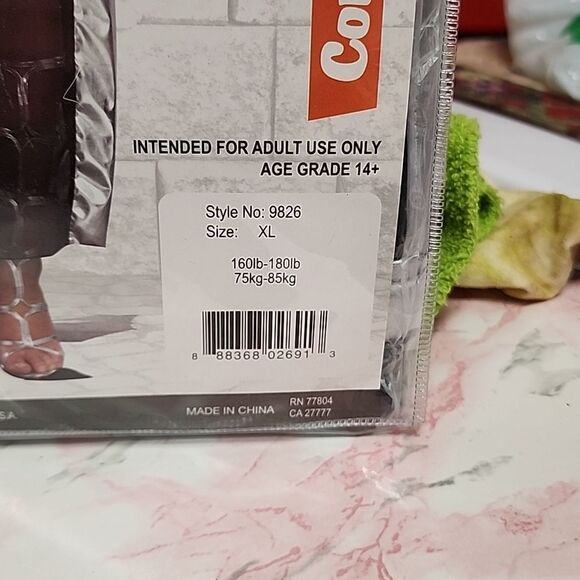 Co
INTENDED FOR ADULT USE ONLY
AGE GRADE 14+
Style No: 9826
Size: XL
160lb-180lb
75kg-85kg
8 88368 02691 3
MADE IN CHINA
RN 77804
CA 27777